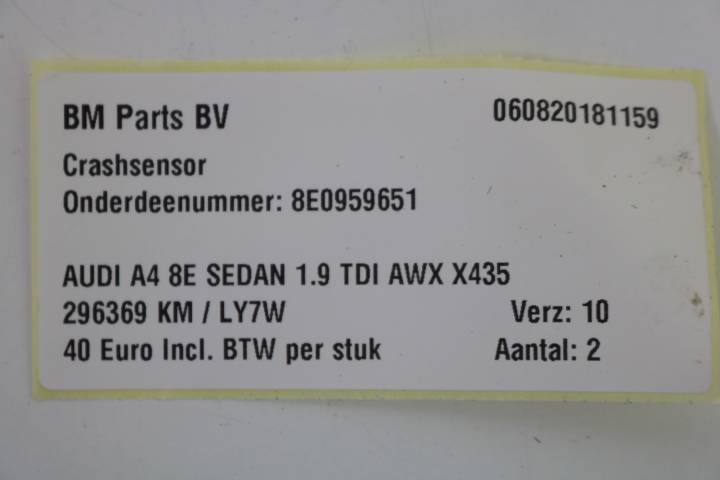 BM Parts BV 060820181159
Crashsensor
Onderdeenummer: 8E0959651
AUDI A4 8E SEDAN 1.9 TDI AWX X435
296369 KM / LY7W Verz: 10
40 Euro Incl. BTW per stuk Aantal: 2